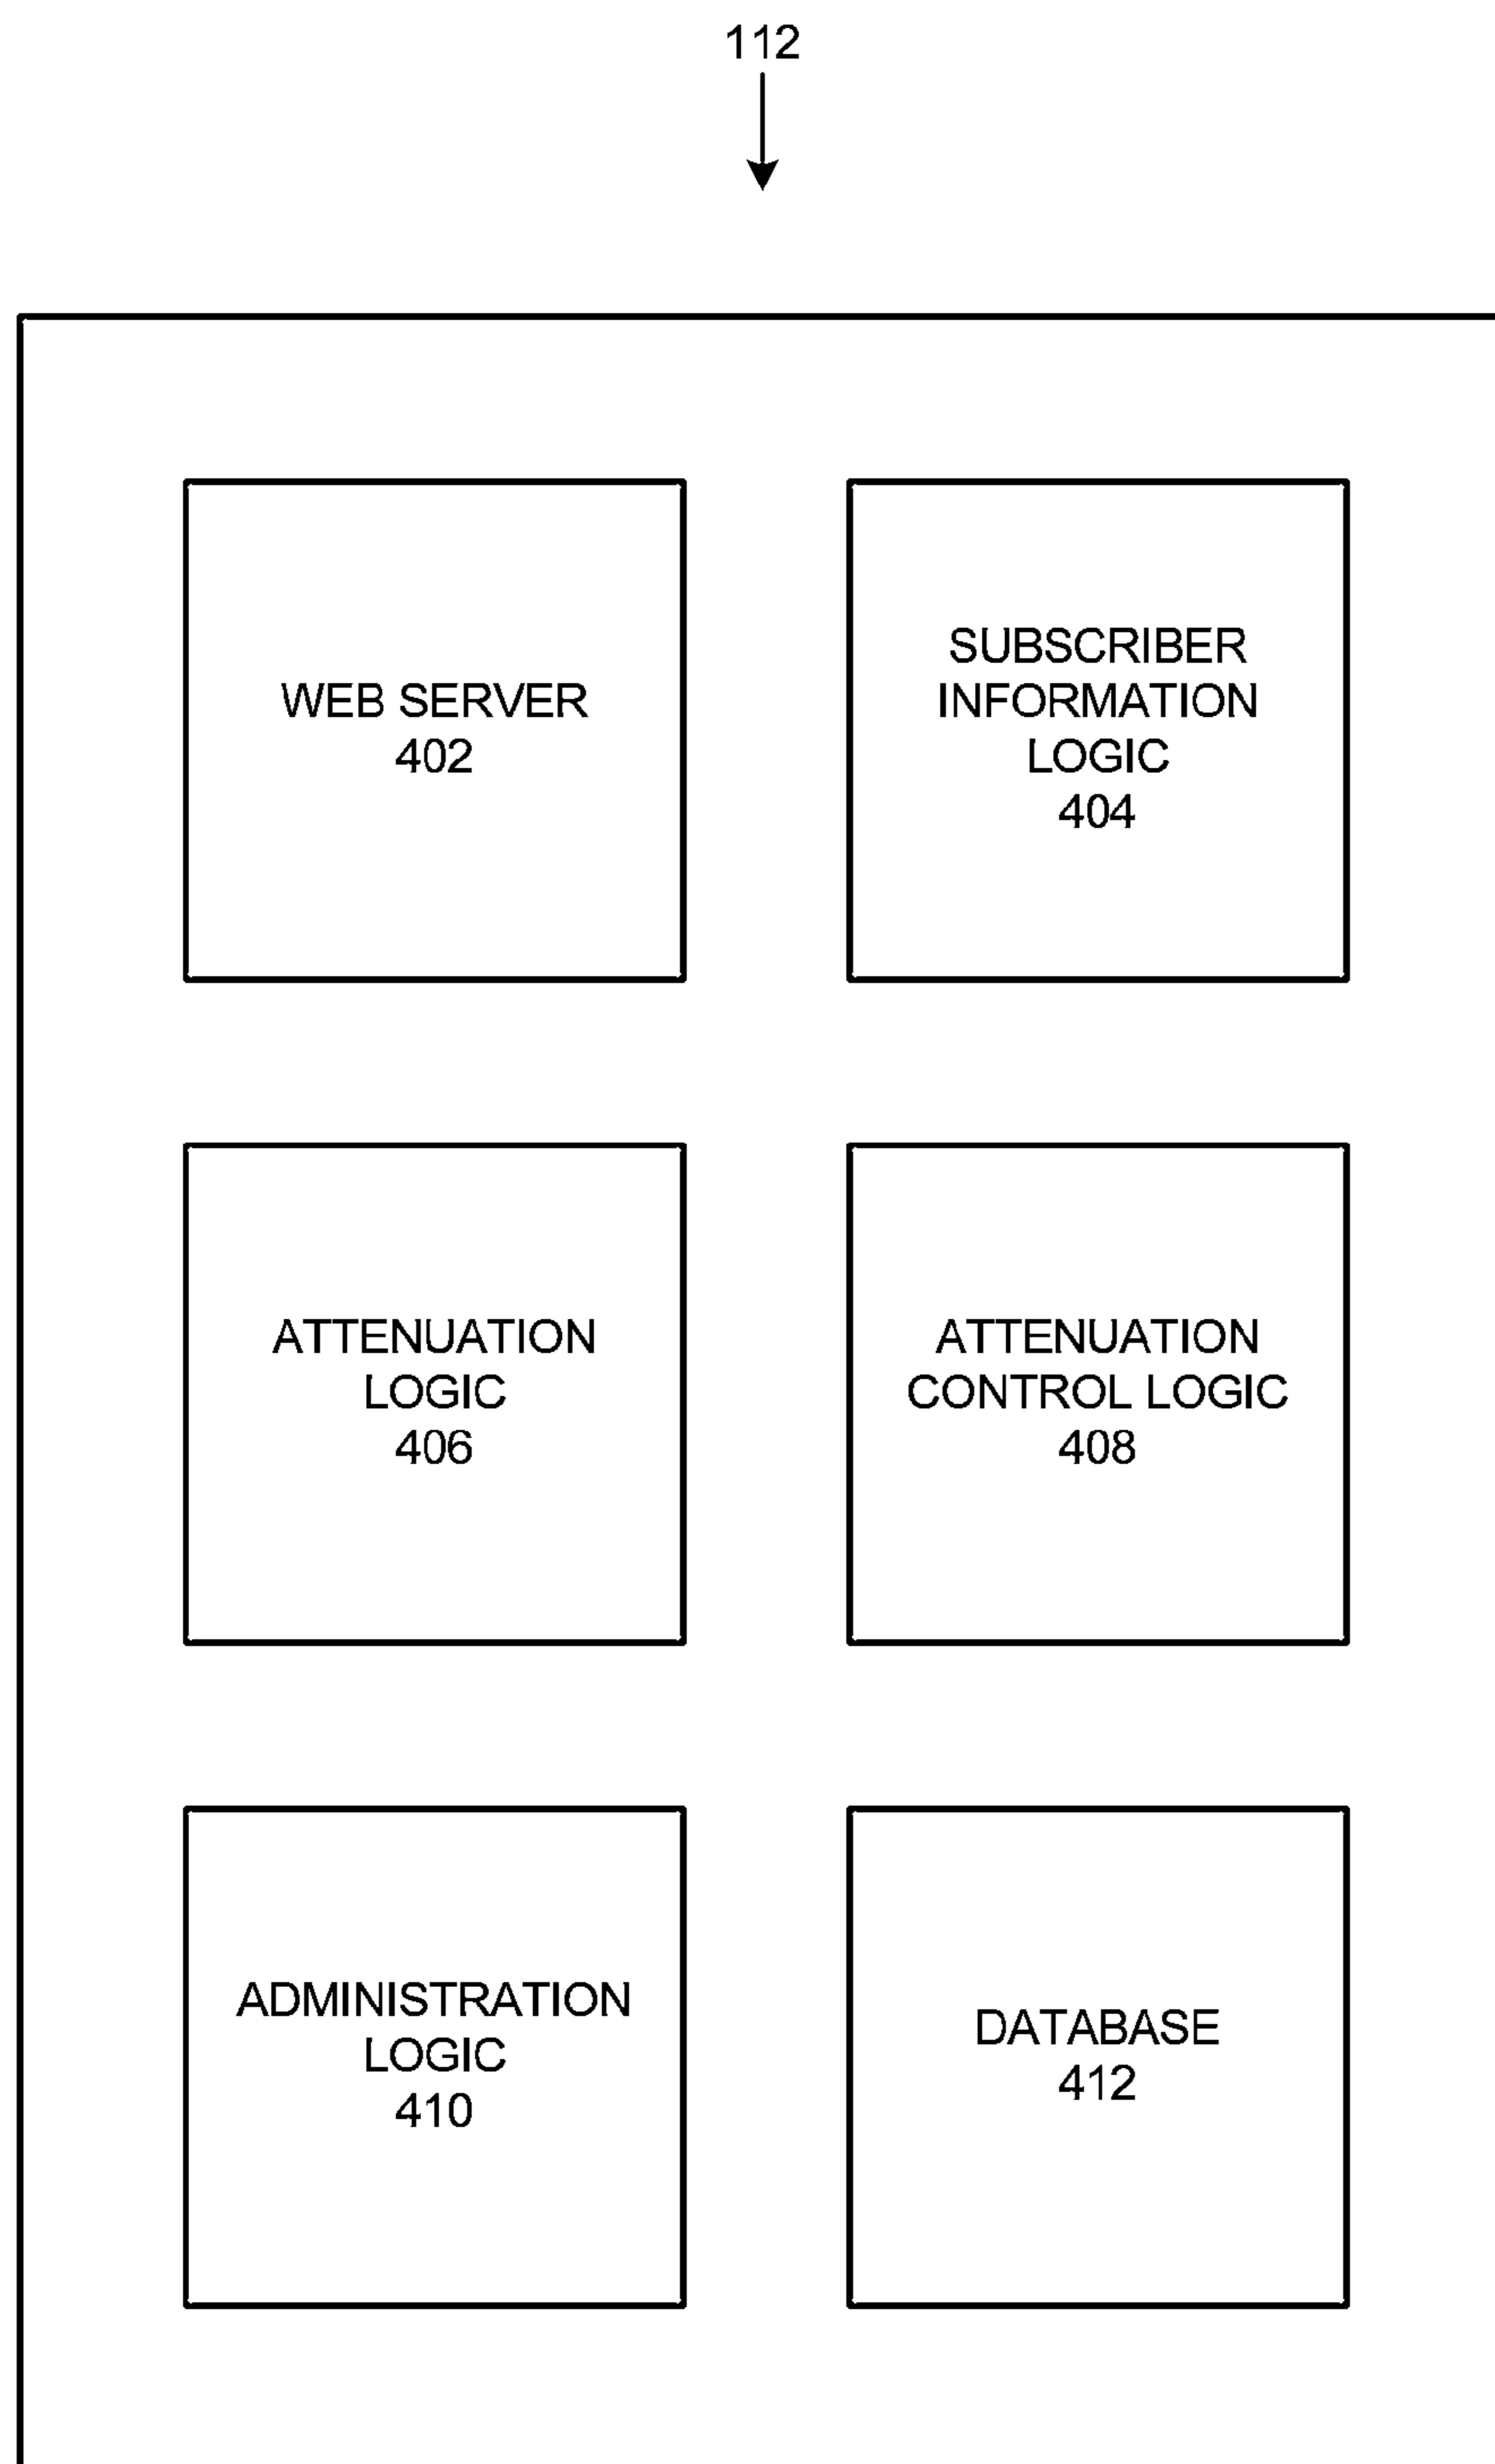 112
WEB SERVER
402
SUBSCRIBER
INFORMATION
LOGIC
404
ATTENUATION
LOGIC
406
ATTENUATION
CONTROL LOGIC
408
ADMINISTRATION
LOGIC
410
DATABASE
412